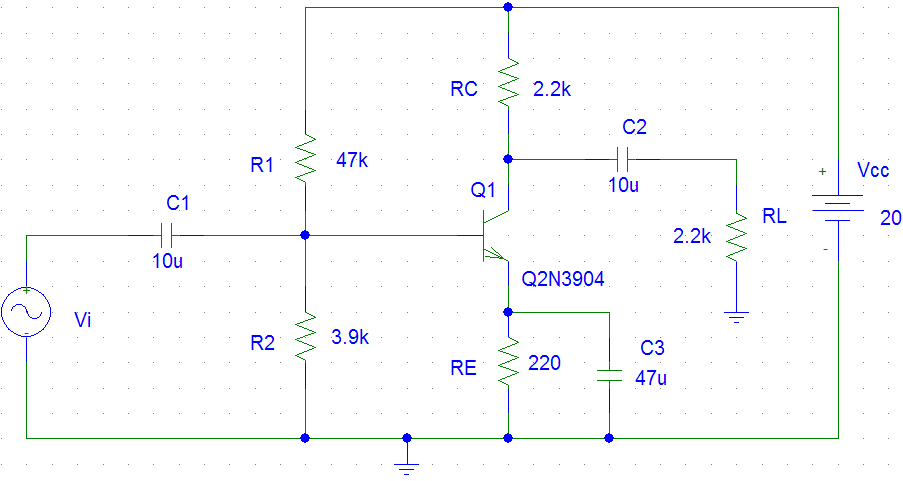 RC
2.2k
C2
10u
R1
47k
Q1
+
Vcc
20
-
C1
10u
RL
2.2k
Q2N3904
+
Vi
-
R2
3.9k
RE
220
C3
47u